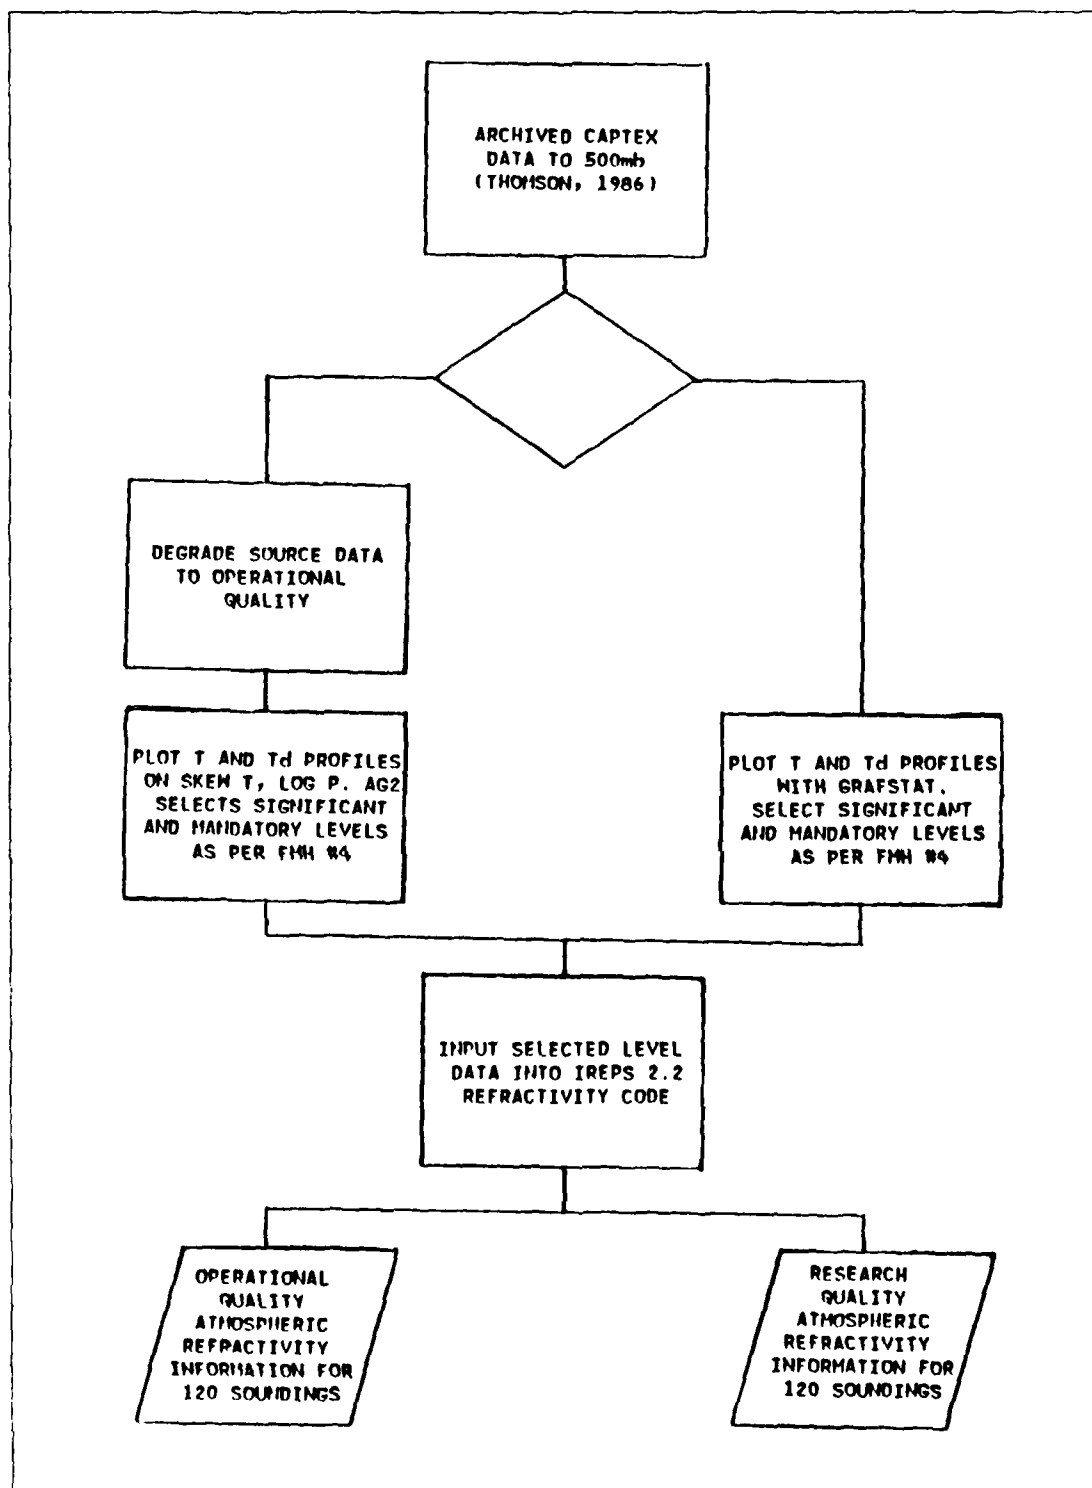 ARCHIVED CAPTEX
DATA TO 500mb
(THOMSON, 1986)
DEGRADE SOURCE DATA
TO OPERATIONAL
QUALITY
PLOT T AND Td PROFILES
ON SKEW T, LOG P. AG2
SELECTS SIGNIFICANT
AND MANDATORY LEVELS
AS PER FMH #4
PLOT T AND Td PROFILES
WITH GRAFSTAT.
SELECT SIGNIFICANT
AND MANDATORY LEVELS
AS PER FMH #4
INPUT SELECTED LEVEL
DATA INTO IREPS 2.2
REFRACTIVITY CODE
OPERATIONAL
QUALITY
ATMOSPHERIC
REFRACTIVITY
INFORMATION FOR
120 SOUNDINGS
RESEARCH
QUALITY
ATMOSPHERIC
REFRACTIVITY
INFORMATION FOR
120 SOUNDINGS